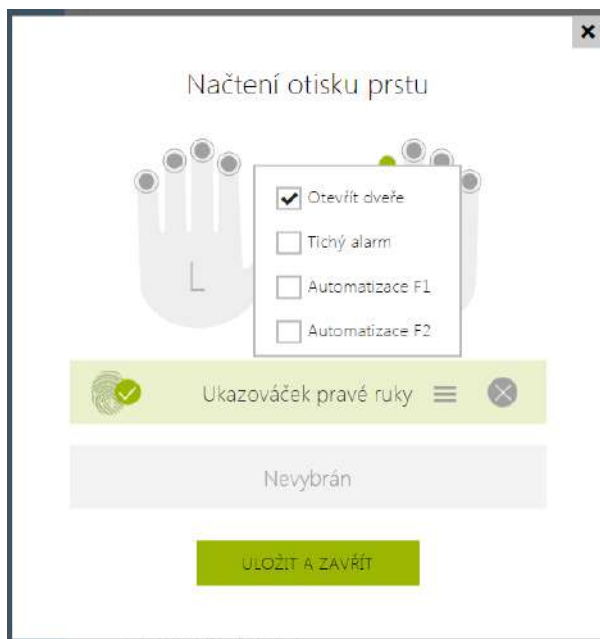 Načtení otisku prstu
L
Otevřít dveře
Tichý alarm
Automatizace F1
Automatizace F2
Ukazováček pravé ruky
Nevybrán
ULOŽIT A ZAVŘÍT